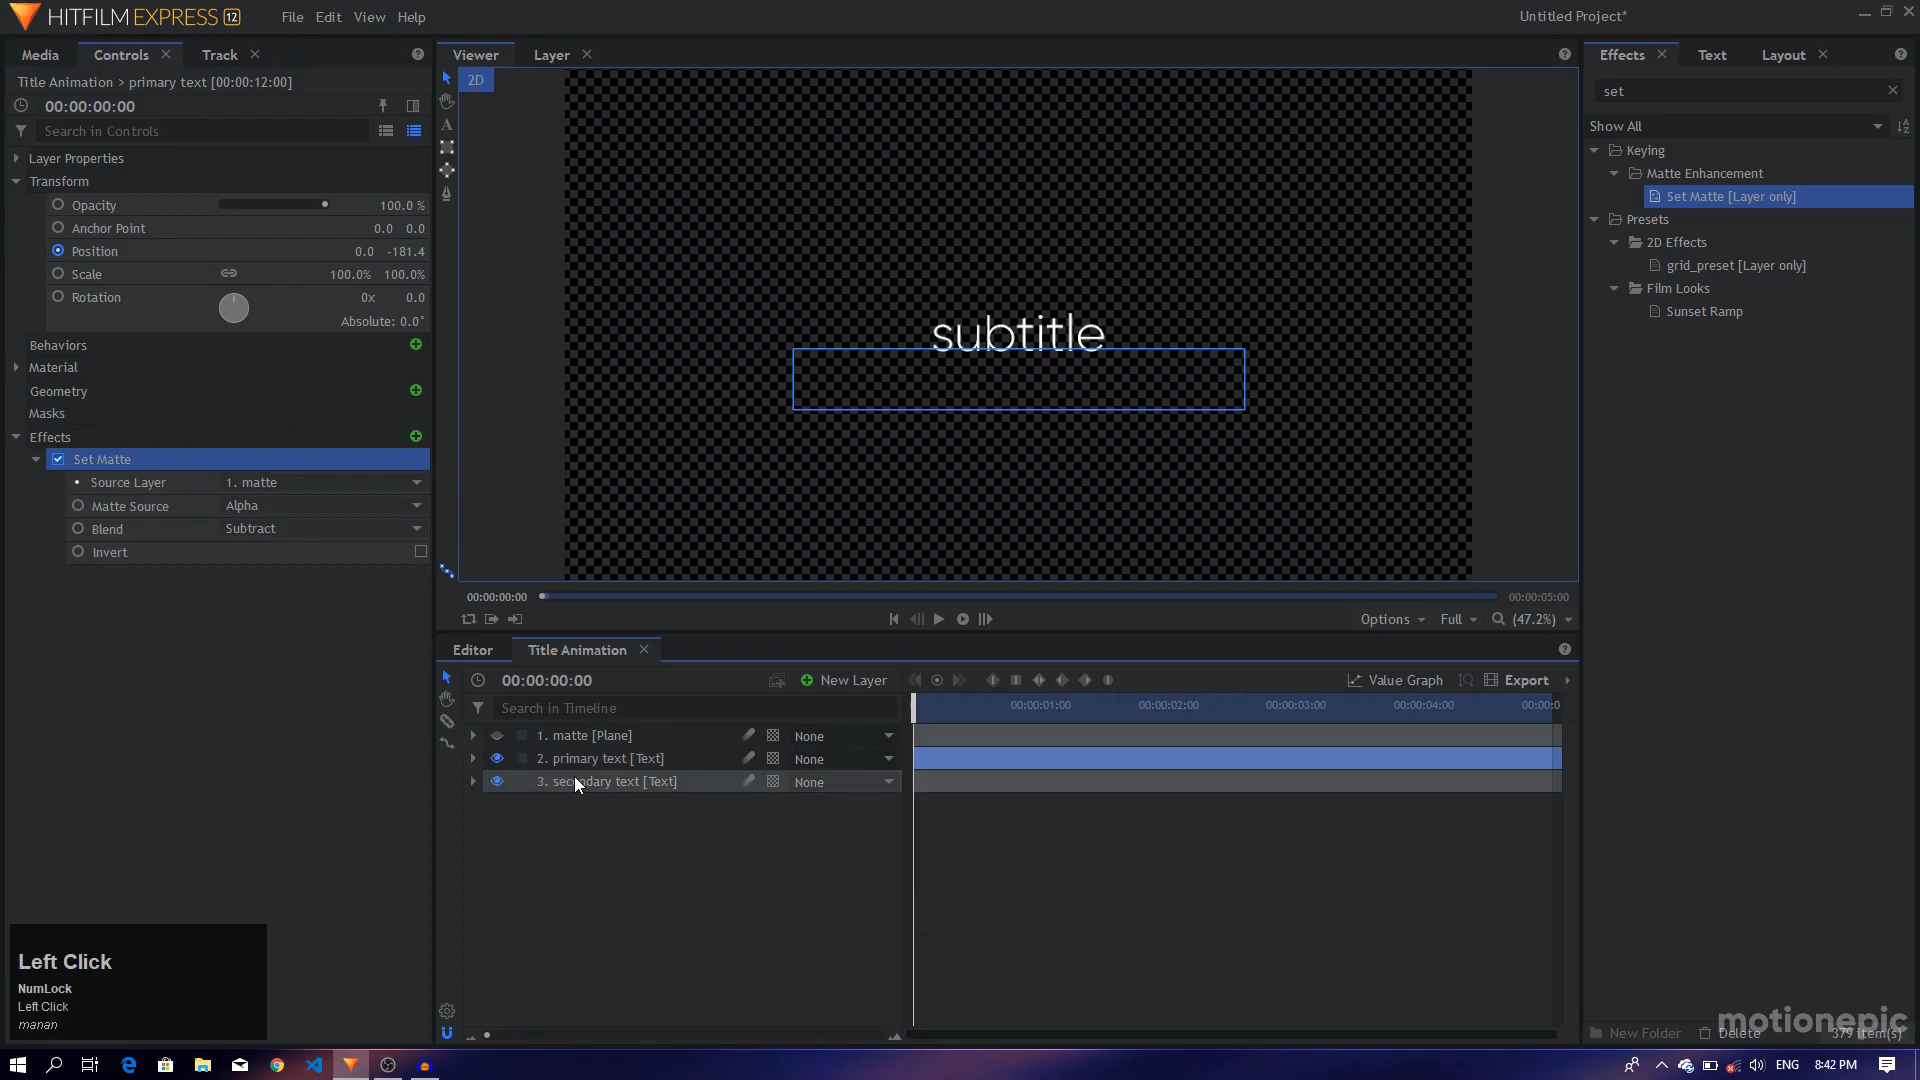 HITFILM EXPRESS 12
File Edit View Help
Untitled Project*
Media Controls Track
Viewer Layer
Effects Text Layout
Title Animation > primary text [00:00:12:00]
00:00:00:00
Search in Controls
Layer Properties
Transform
Opacity 100.0 %
Anchor Point 0.0 0.0
Position 0.0 -181.4
Scale 100.0% 100.0%
Rotation 0x 0.0
Absolute: 0.0°
Behaviors
Material
Geometry
Masks
Effects
Set Matte
Source Layer 1. matte
Matte Source Alpha
Blend Subtract
Invert
2D
subtitle
00:00:00:00 00:00:05:00
Options Full (47.2%)
set
Show All
Keying
Matte Enhancement
Set Matte [Layer only]
Presets
2D Effects
grid_preset [Layer only]
Film Looks
Sunset Ramp
Editor Title Animation
00:00:00:00 New Layer Value Graph Export
Search in Timeline
00:00:01:00 00:00:02:00 00:00:03:00 00:00:04:00 00:00:0
1. matte [Plane] None
2. primary text [Text] None
3. secondary text [Text] None
Left Click
NumLock
Left Click
manan
motionepic
New Folder Delete 379 item(s)
ENG 8:42 PM